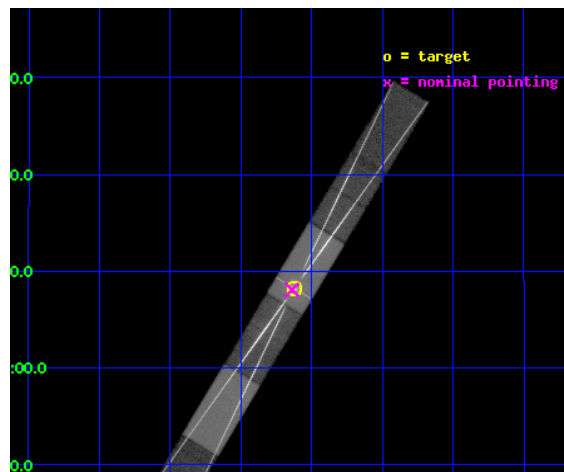 o = target
0.0
x = nominal pointing
0.0
0.0
:00.0
0.0